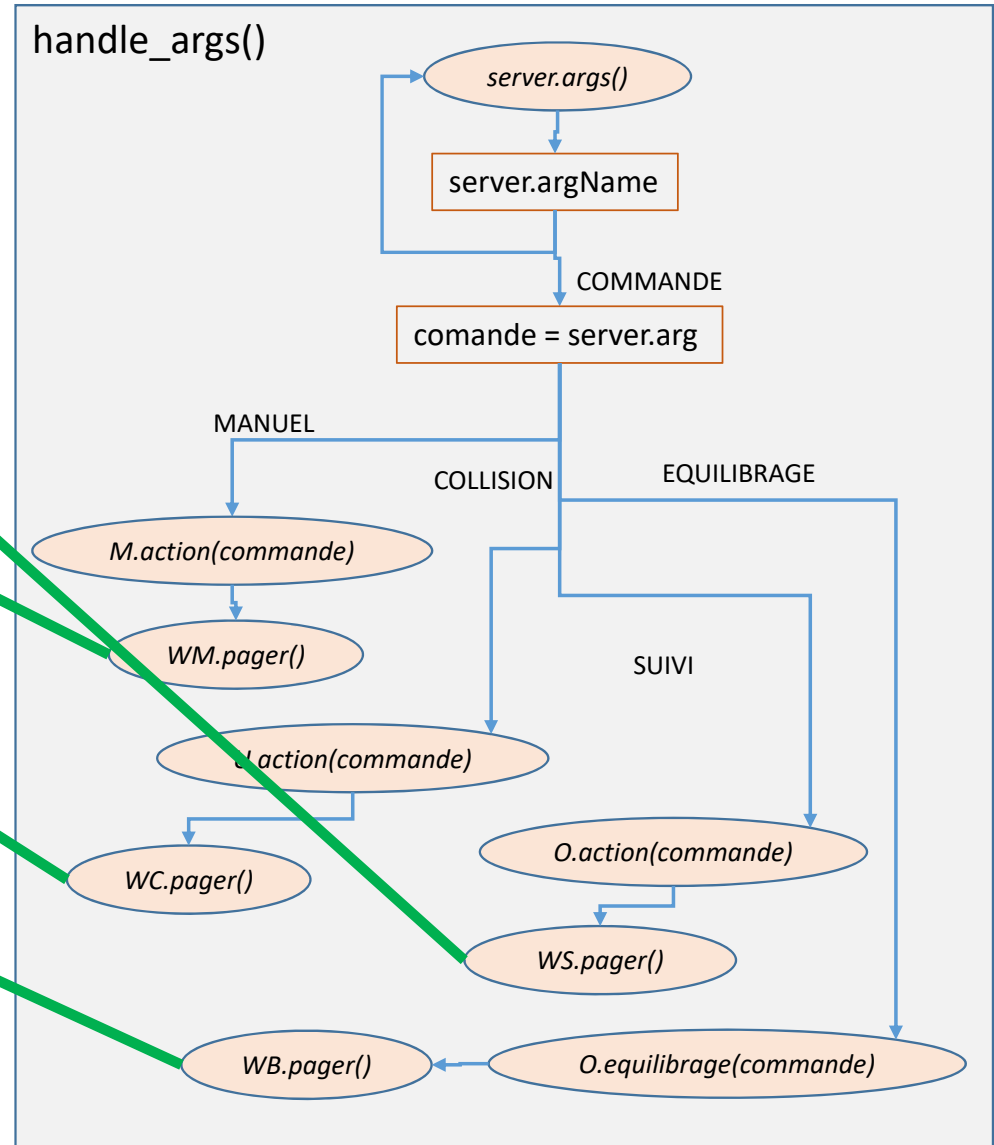 handle_args()
server.args()
server.argName
COMMANDE
comande = server.arg
MANUEL
COLLISION
EQUILIBRAGE
M.action(commande)
WM.pager()
SUIVI
.action(commande)
O.action(commande)
WC.pager()
WS.pager()
WB.pager()
O.equilibrage(commande)